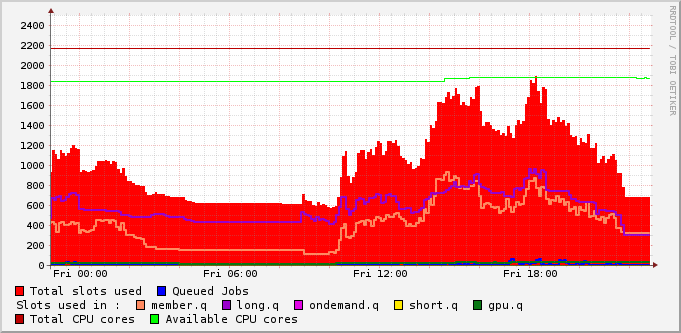 2400
2200
2000
1800
1600
1400
1200
1000
800
600
400
200
0
Fri 00:00 Fri 06:00 Fri 12:00 Fri 18:00
Total slots used Queued Jobs
Slots used in : member.q long.q ondemand.q short.q gpu.q
Total CPU cores Available CPU cores
RRDTOOL / TOBI OETIKER